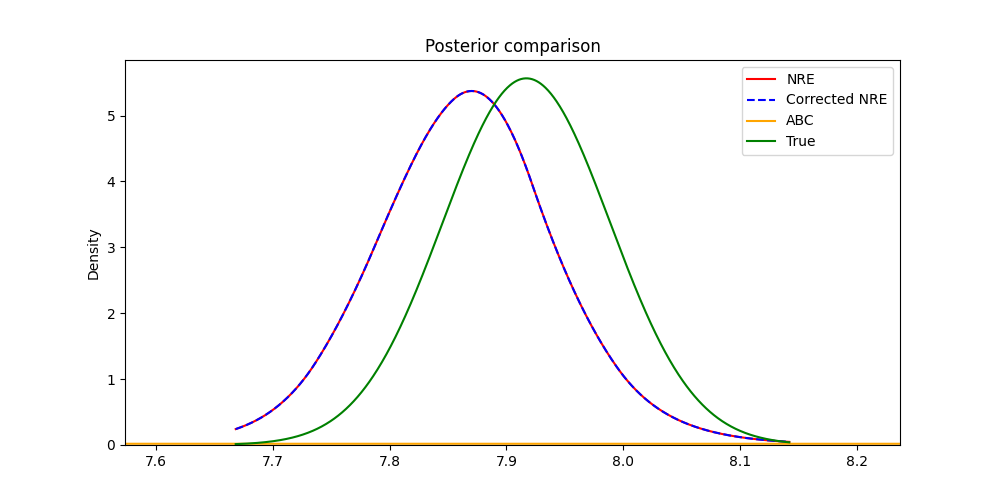 Posterior comparison
NRE
Corrected NRE
ABC
True
Density
5
4
3
2
1
0
7.6 7.7 7.8 7.9 8.0 8.1 8.2